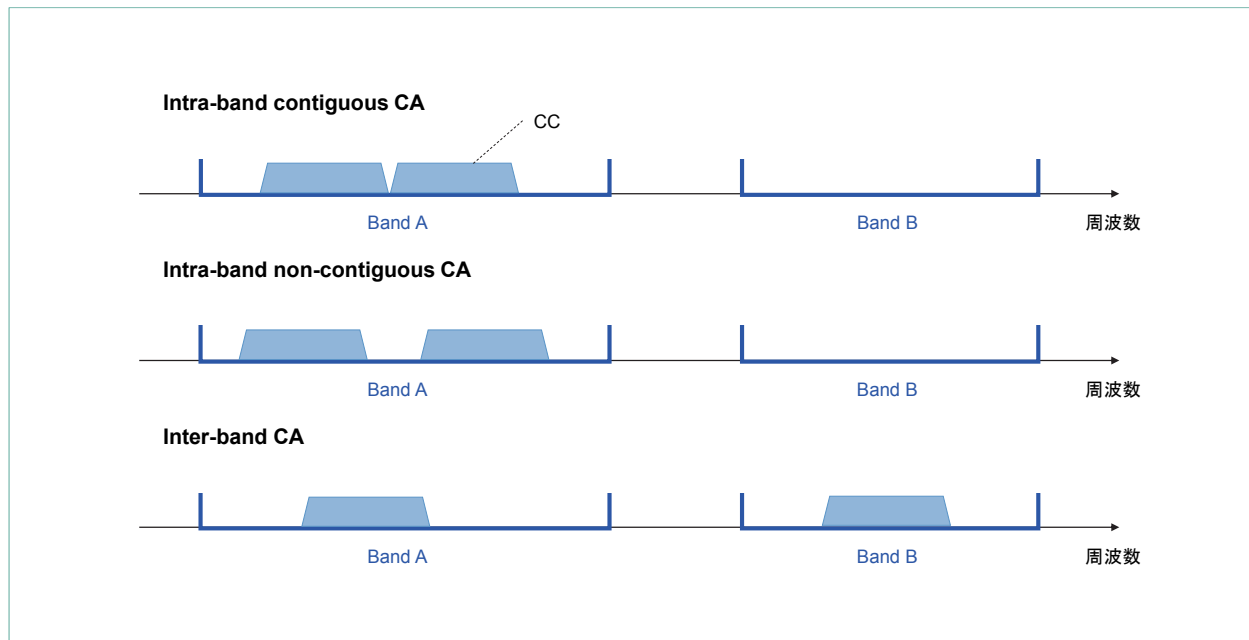 Intra-band contiguous CA
CC
Band A
Band B
周波数
Intra-band non-contiguous CA
Band A
Band B
周波数
Inter-band CA
Band A
Band B
周波数